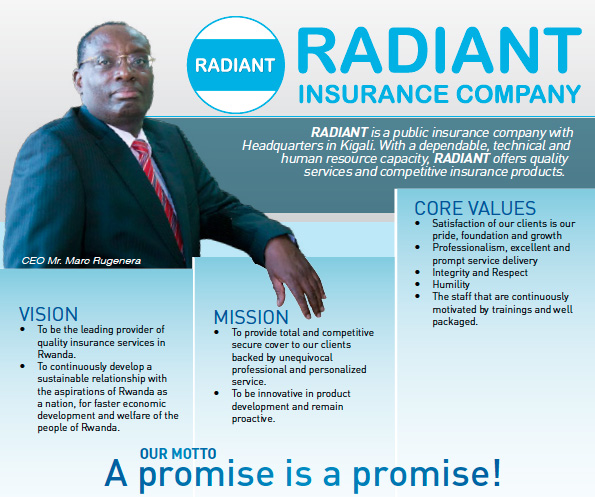 RADIANT
RADIANT
INSURANCE COMPANY
RADIANT is a public insurance company with
Headquarters in Kigali. With a dependable, technical and
human resource capacity, RADIANT offers quality
services and competitive insurance products.
CEO Mr. Maro Rugenera
VISION
• To be the leading provider of
quality insurance services in
Rwanda.
• To continuously develop a
sustainable relationship with
the aspirations of Rwanda as
a nation, for faster economic
development and welfare of the
people of Rwanda.
MISSION
• To provide total and competitive
secure cover to our clients
backed by unequivocal
professional and personalized
service.
• To be innovative in product
development and remain
proactive.
CORE VALUES
• Satisfaction of our clients is our
pride, foundation and growth
• Professionalism, excellent and
prompt service delivery
• Integrity and Respect
• Humility
• The staff that are continuously
motivated by trainings and well
packaged.
OUR MOTTO
A promise is a promise!